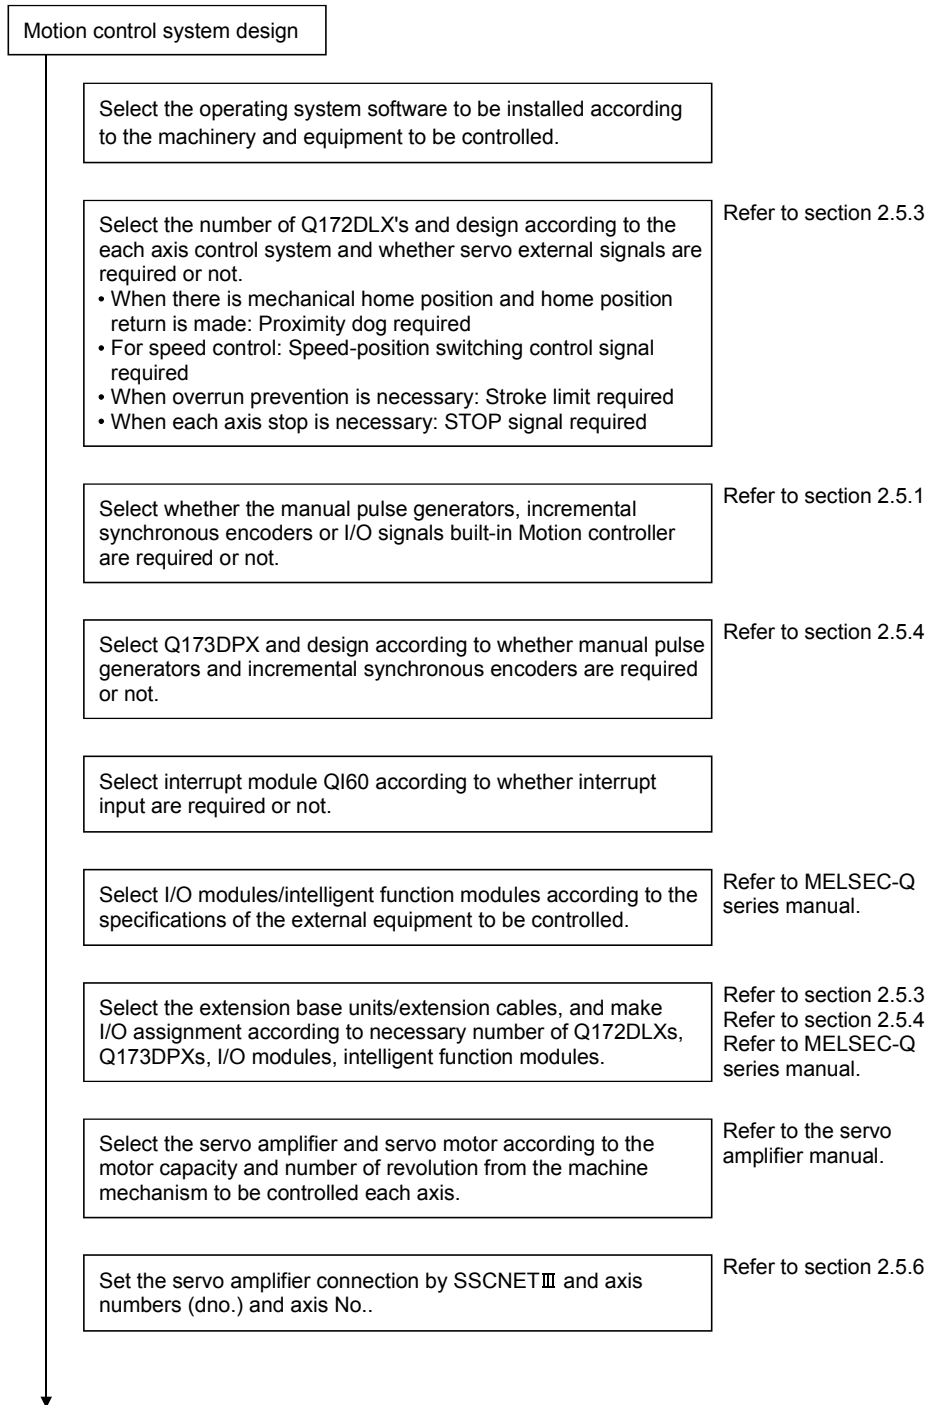 Motion control system design
Select the operating system software to be installed according
to the machinery and equipment to be controlled.
Select the number of Q172DLX's and design according to the
each axis control system and whether servo external signals are
required or not.
• When there is mechanical home position and home position
return is made: Proximity dog required
• For speed control: Speed-position switching control signal
required
• When overrun prevention is necessary: Stroke limit required
• When each axis stop is necessary: STOP signal required
Refer to section 2.5.3
Select whether the manual pulse generators, incremental
synchronous encoders or I/O signals built-in Motion controller
are required or not.
Refer to section 2.5.1
Select Q173DPX and design according to whether manual pulse
generators and incremental synchronous encoders are required
or not.
Refer to section 2.5.4
Select interrupt module QI60 according to whether interrupt
input are required or not.
Select I/O modules/intelligent function modules according to the
specifications of the external equipment to be controlled.
Refer to MELSEC-Q
series manual.
Select the extension base units/extension cables, and make
I/O assignment according to necessary number of Q172DLXs,
Q173DPXs, I/O modules, intelligent function modules.
Refer to section 2.5.3
Refer to section 2.5.4
Refer to MELSEC-Q
series manual.
Select the servo amplifier and servo motor according to the
motor capacity and number of revolution from the machine
mechanism to be controlled each axis.
Refer to the servo
amplifier manual.
Set the servo amplifier connection by SSCNETⅢ and axis
numbers (dno.) and axis No..
Refer to section 2.5.6